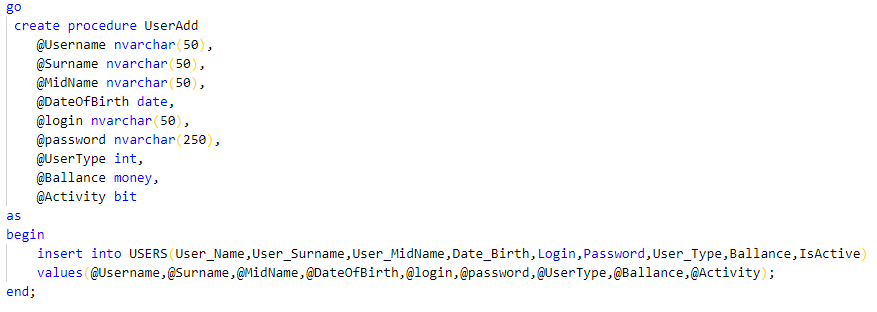 go
create procedure UserAdd
@Username nvarchar(50),
@Surname nvarchar(50),
@MidName nvarchar(50),
@DateOfBirth date,
@login nvarchar(50),
@password nvarchar(250),
@UserType int,
@Ballance money,
@Activity bit
as
begin
insert into USERS(User_Name,User_Surname,User_MidName,Date_Birth,Login,Password,User_Type,Ballance,IsActive)
values(@Username,@Surname,@MidName,@DateOfBirth,@login,@password,@UserType,@Ballance,@Activity);
end;